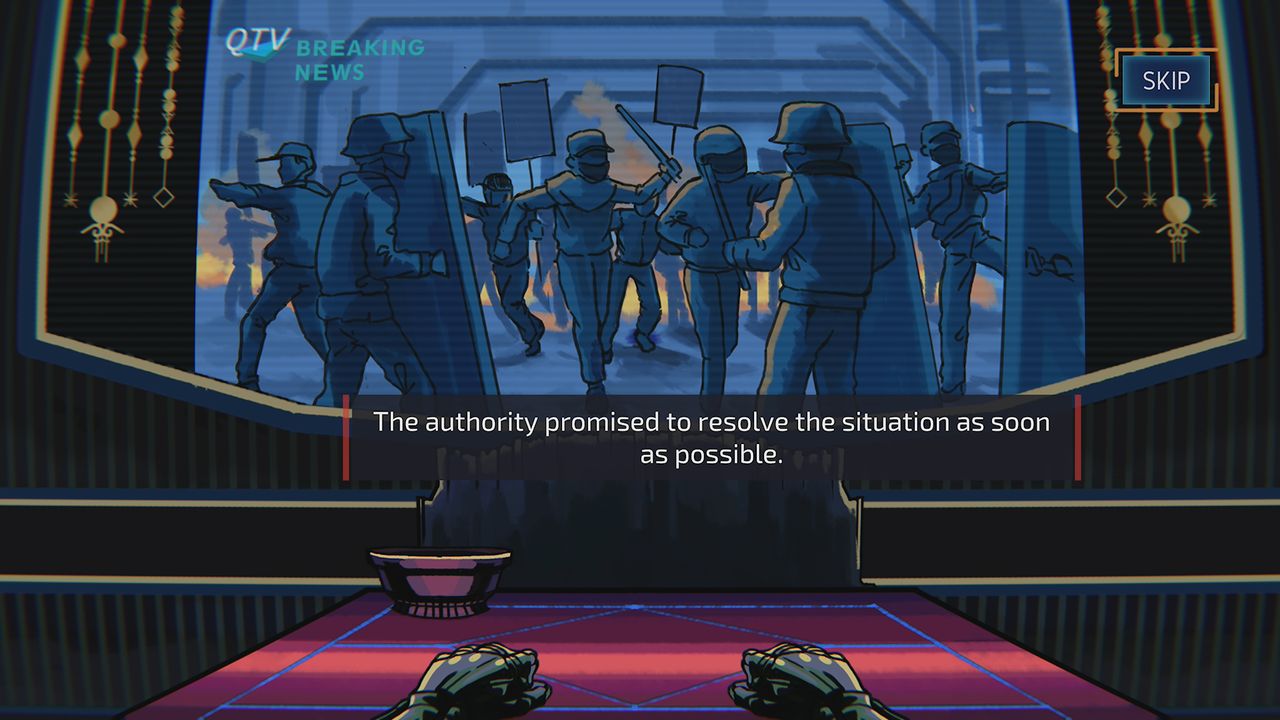 QTV BREAKING
NEWS
SKIP
The authority promised to resolve the situation as soon
as possible.